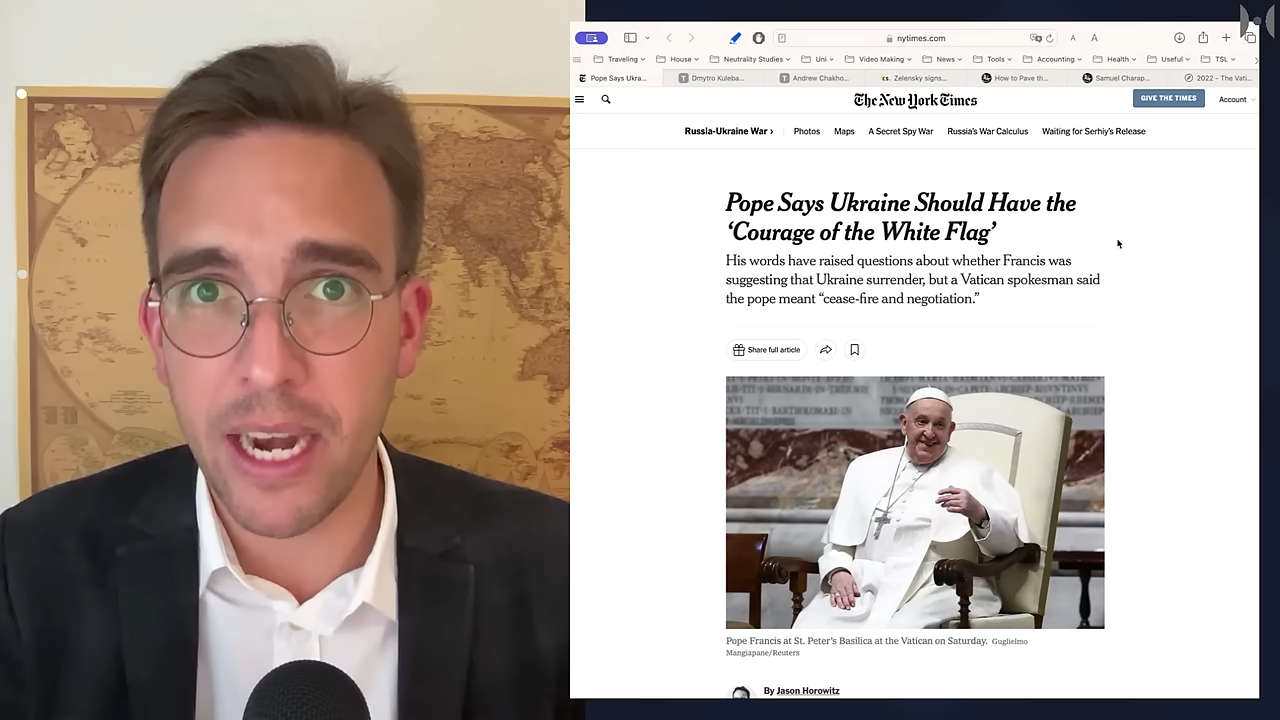 nytimes.com
A
A
Traveling
House
Neutrality Studies
Uni
Video Making
News
Tools
Accounting
Health
Useful
TSL
Pope Says Ukra...
Dmytro Kuleba...
Andrew Chakho...
Zelensky signs...
How to Pave th...
Samuel Charap...
2022 - The Vati...
The New York Times
GIVE THE TIMES
Account
Russia-Ukraine War ›
Photos
Maps
A Secret Spy War
Russia's War Calculus
Waiting for Serhiy's Release
Pope Says Ukraine Should Have the
‘Courage of the White Flag’
His words have raised questions about whether Francis was
suggesting that Ukraine surrender, but a Vatican spokesman said
the pope meant “cease-fire and negotiation.”
Share full article
Pope Francis at St. Peter's Basilica at the Vatican on Saturday. Guglielmo
Mangiapane/Reuters
By Jason Horowitz